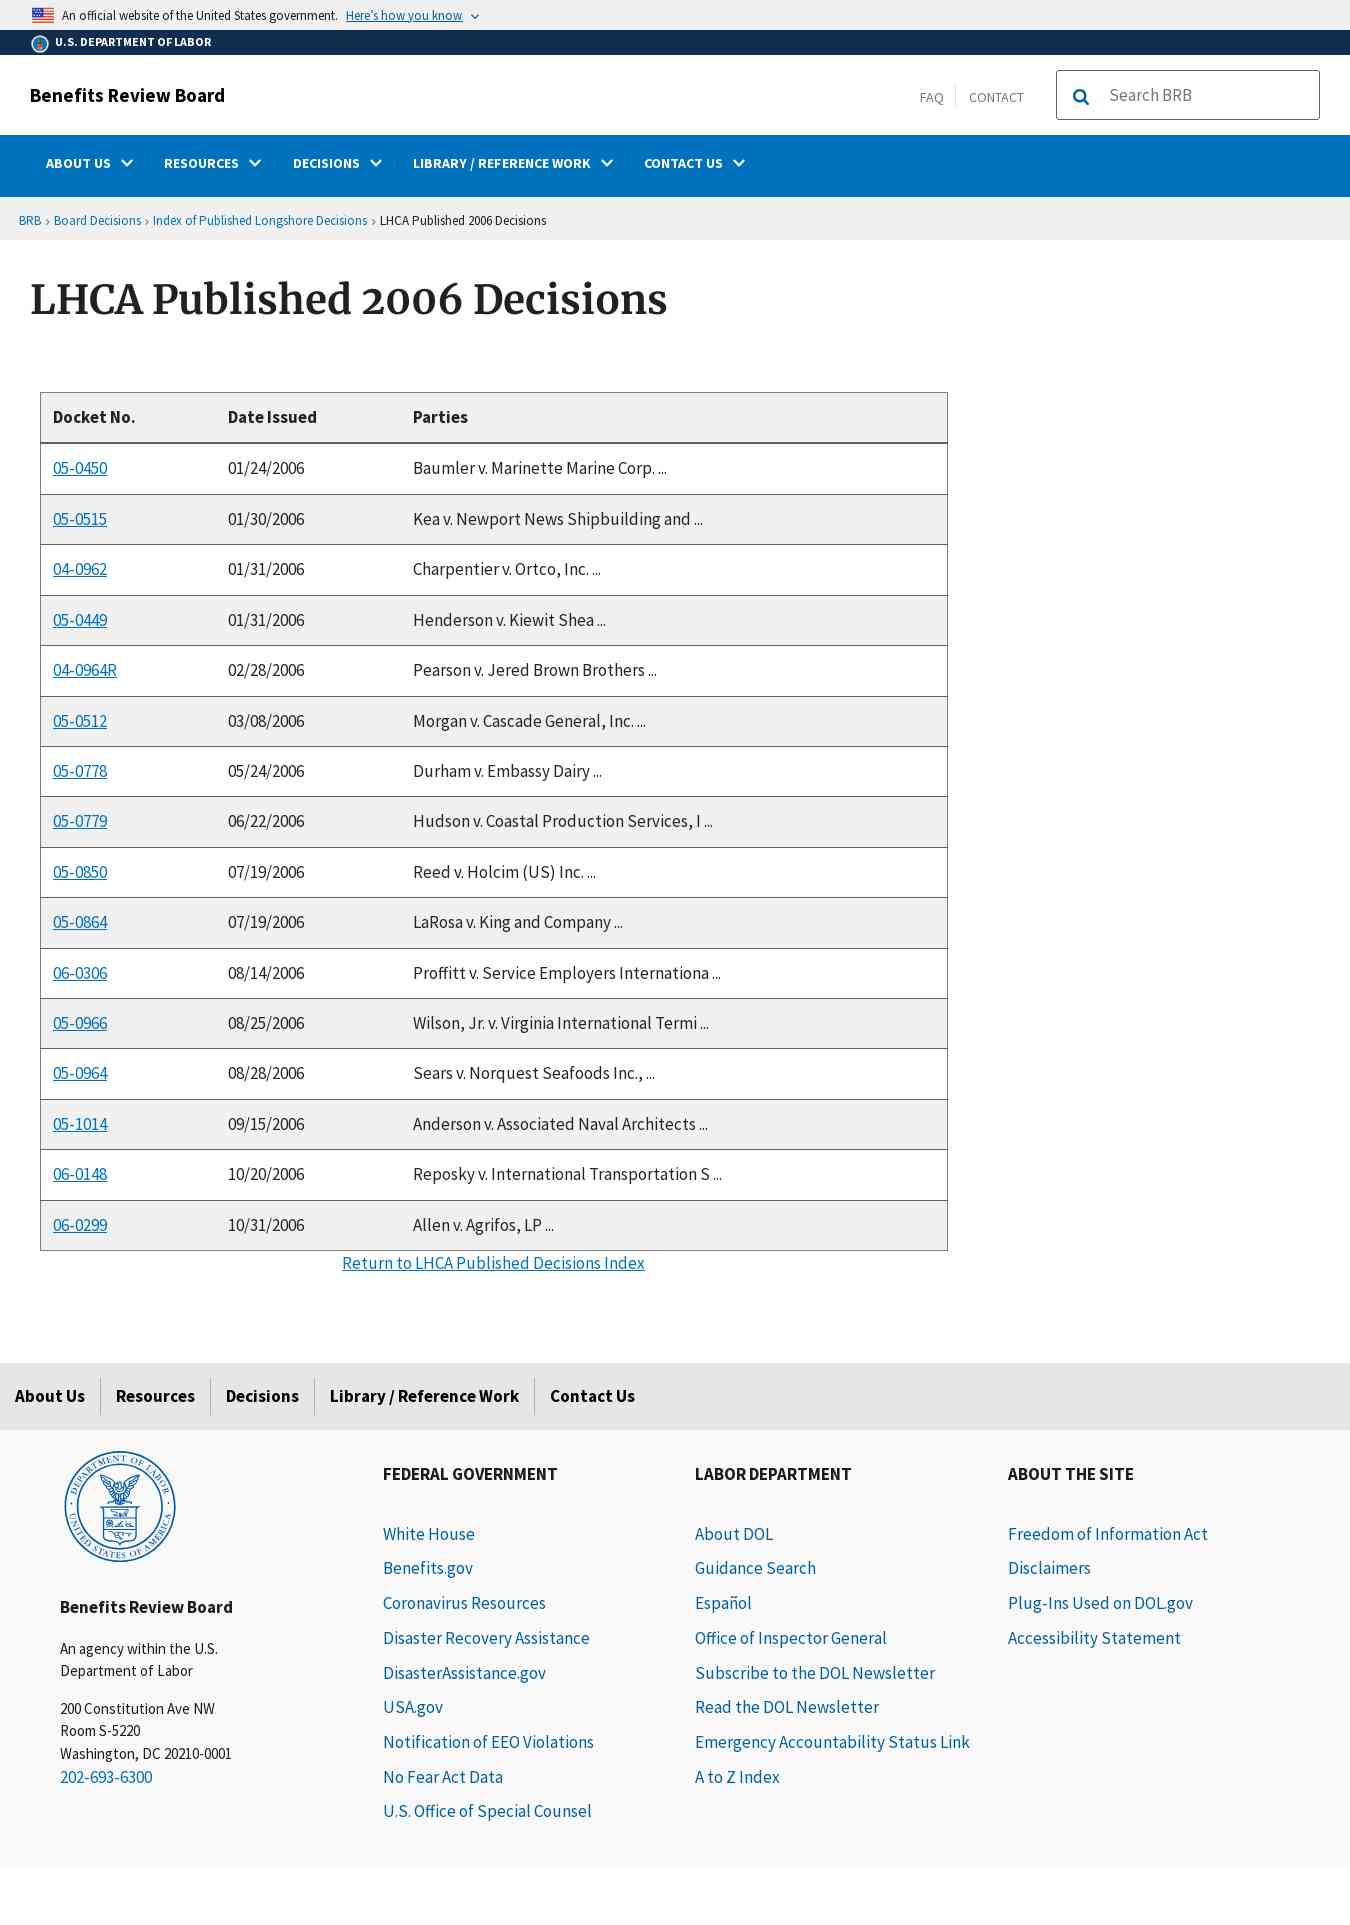 An official website of the United States government. Here's how you know
U.S. DEPARTMENT OF LABOR
Benefits Review Board
FAQ
CONTACT
Search BRB
ABOUT US
RESOURCES
DECISIONS
LIBRARY / REFERENCE WORK
CONTACT US
BRB › Board Decisions › Index of Published Longshore Decisions › LHCA Published 2006 Decisions
LHCA Published 2006 Decisions
Docket No. Date Issued Parties
05-0450 01/24/2006 Baumler v. Marinette Marine Corp. ...
05-0515 01/30/2006 Kea v. Newport News Shipbuilding and ...
04-0962 01/31/2006 Charpentier v. Ortco, Inc. ...
05-0449 01/31/2006 Henderson v. Kiewit Shea ...
04-0964R 02/28/2006 Pearson v. Jered Brown Brothers ...
05-0512 03/08/2006 Morgan v. Cascade General, Inc. ...
05-0778 05/24/2006 Durham v. Embassy Dairy ...
05-0779 06/22/2006 Hudson v. Coastal Production Services, I ...
05-0850 07/19/2006 Reed v. Holcim (US) Inc. ...
05-0864 07/19/2006 LaRosa v. King and Company ...
06-0306 08/14/2006 Proffitt v. Service Employers Internationa ...
05-0966 08/25/2006 Wilson, Jr. v. Virginia International Termi ...
05-0964 08/28/2006 Sears v. Norquest Seafoods Inc., ...
05-1014 09/15/2006 Anderson v. Associated Naval Architects ...
06-0148 10/20/2006 Reposky v. International Transportation S ...
06-0299 10/31/2006 Allen v. Agrifos, LP ...
Return to LHCA Published Decisions Index
About Us
Resources
Decisions
Library / Reference Work
Contact Us
DEPARTMENT OF LABOR
UNITED STATES OF AMERICA
Benefits Review Board
An agency within the U.S.
Department of Labor
200 Constitution Ave NW
Room S-5220
Washington, DC 20210-0001
202-693-6300
FEDERAL GOVERNMENT
White House
Benefits.gov
Coronavirus Resources
Disaster Recovery Assistance
DisasterAssistance.gov
USA.gov
Notification of EEO Violations
No Fear Act Data
U.S. Office of Special Counsel
LABOR DEPARTMENT
About DOL
Guidance Search
Español
Office of Inspector General
Subscribe to the DOL Newsletter
Read the DOL Newsletter
Emergency Accountability Status Link
A to Z Index
ABOUT THE SITE
Freedom of Information Act
Disclaimers
Plug-Ins Used on DOL.gov
Accessibility Statement